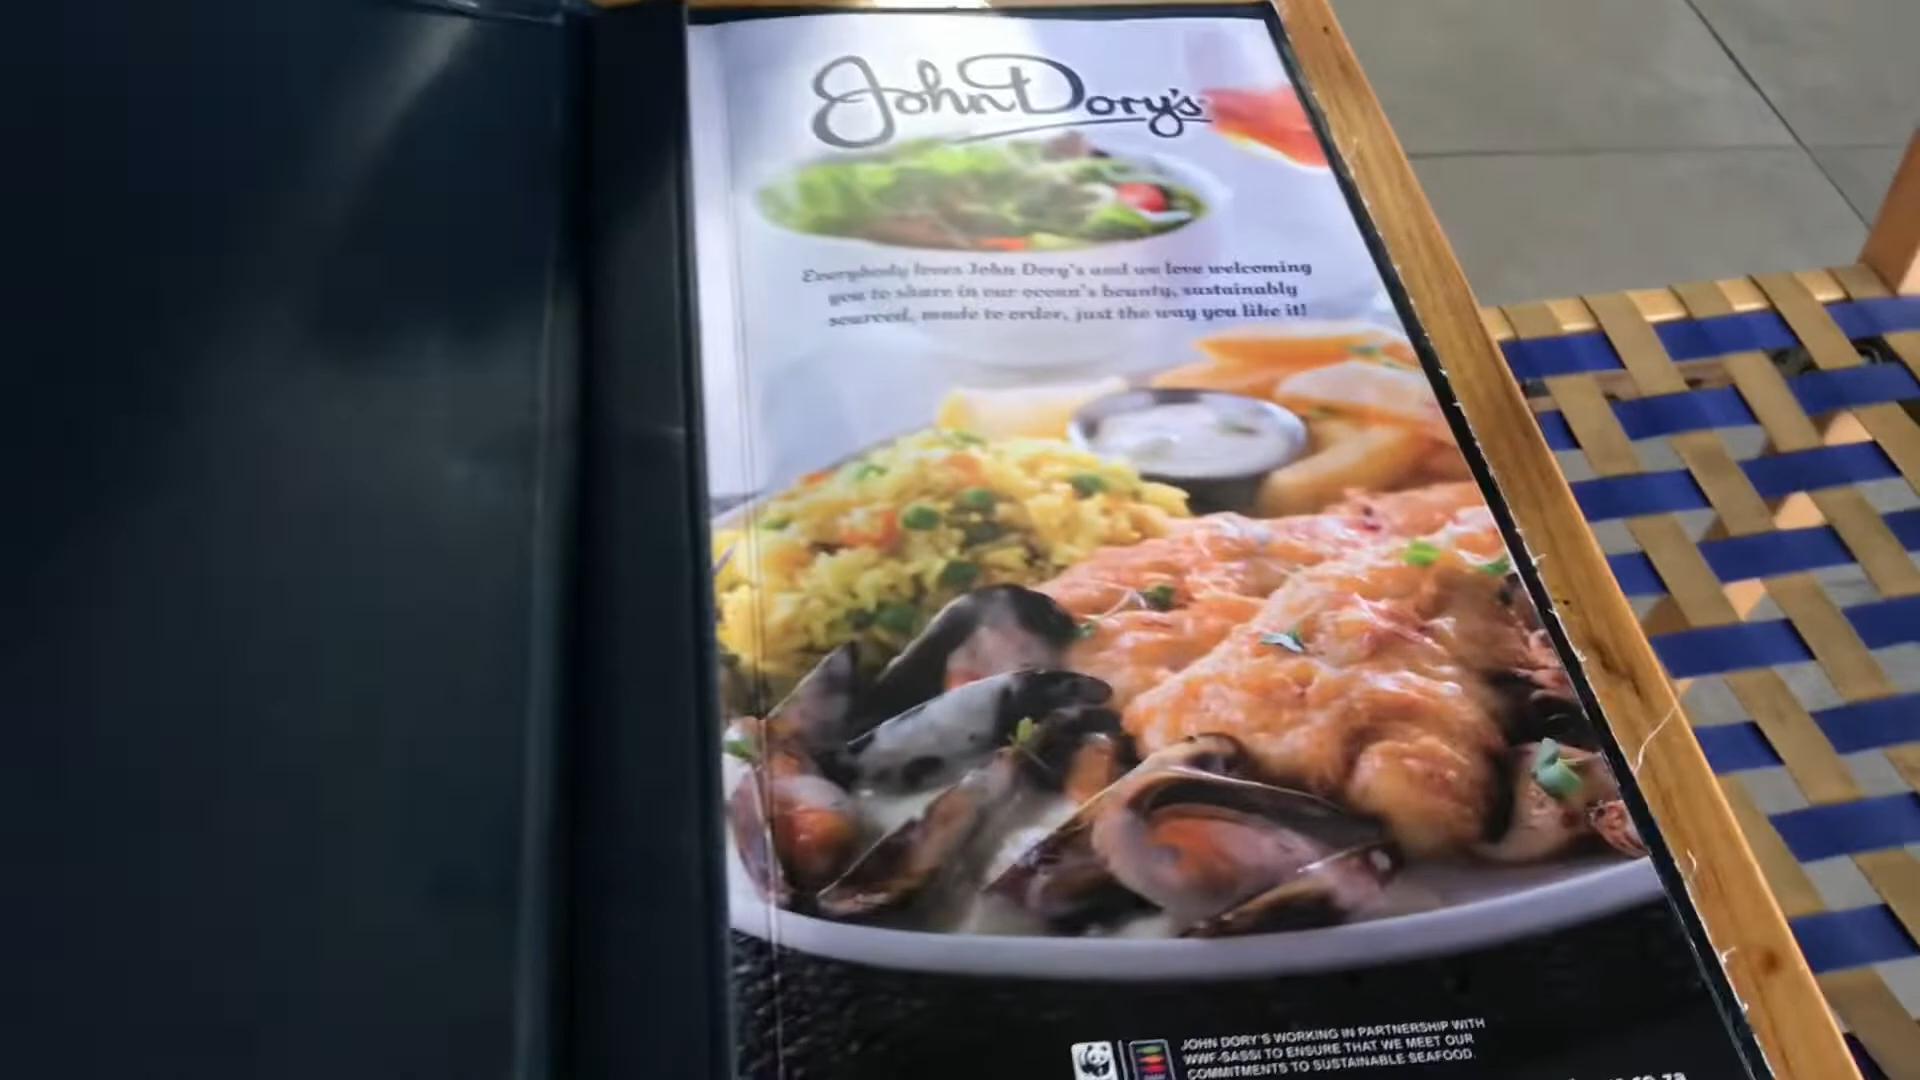 John Dory's
Everybody loves John Dory's and we love welcoming
you to share in our ocean's bounty, sustainably
sourced, made to order, just the way you like it!
JOHN DORY'S WORKING IN PARTNERSHIP WITH
WWF-SASSI TO ENSURE THAT WE MEET OUR
COMMITMENTS TO SUSTAINABLE SEAFOOD.